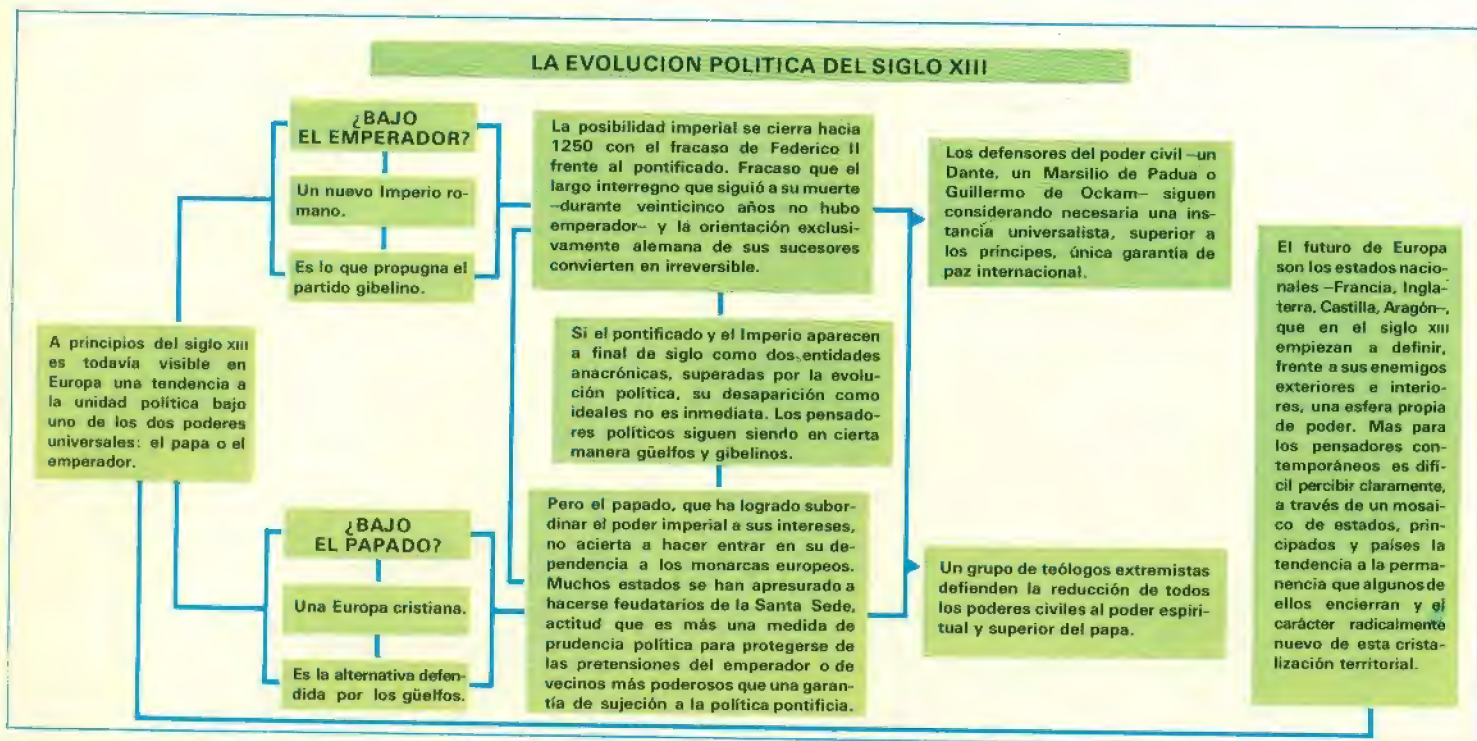 LA EVOLUCION POLITICA DEL SIGLO XIII
A principios del siglo XIII
es todavía visible en
Europa una tendencia a
la unidad política bajo
uno de los dos poderes
universales: el papa o el
emperador.
¿BAJO
EL EMPERADOR?
Un nuevo Imperio ro-
mano.
Es lo que propugna el
partido gibelino.
¿BAJO
EL PAPADO?
Una Europa cristiana.
Es la alternativa defen-
dida por los güelfos.
La posibilidad imperial se cierra hacia
1250 con el fracaso de Federico II
frente al pontificado. Fracaso que el
largo interregno que siguió a su muerte
–durante veinticinco años no hubo
emperador– y la orientación exclusi-
vamente alemana de sus sucesores
convierten en irreversible.
Si el pontificado y el Imperio aparecen
a final de siglo como dos entidades
anacrónicas, superadas por la evolu-
ción política, su desaparición como
ideales no es inmediata. Los pensado-
res políticos siguen siendo en cierta
manera güelfos y gibelinos.
Pero el papado, que ha logrado subor-
dinar el poder imperial a sus intereses,
no acierta a hacer entrar en su de-
pendencia a los monarcas europeos.
Muchos estados se han apresurado a
hacerse feudatarios de la Santa Sede,
actitud que es más una medida de
prudencia política para protegerse de
las pretensiones del emperador o de
vecinos más poderosos que una garan-
tía de sujeción a la política pontificia.
Los defensores del poder civil –un
Dante, un Marsilio de Padua o
Guillermo de Ockam– siguen
considerando necesaria una ins-
tancia universalista, superior a
los príncipes, única garantía de
paz internacional.
Un grupo de teólogos extremistas
defienden la reducción de todos
los poderes civiles al poder espiri-
tual y superior del papa.
El futuro de Europa
son los estados nacio-
nales –Francia, Ingla-
terra, Castilla, Aragón–,
que en el siglo XIII
empiezan a definir,
frente a sus enemigos
exteriores e interio-
res, una esfera propia
de poder. Mas para
los pensadores con-
temporáneos es difí-
cil percibir claramente,
a través de un mosai-
co de estados, prin-
cipados y países la
tendencia a la perma-
nencia que algunos de
ellos encierran y el
carácter radicalmente
nuevo de esta crista-
lización territorial.